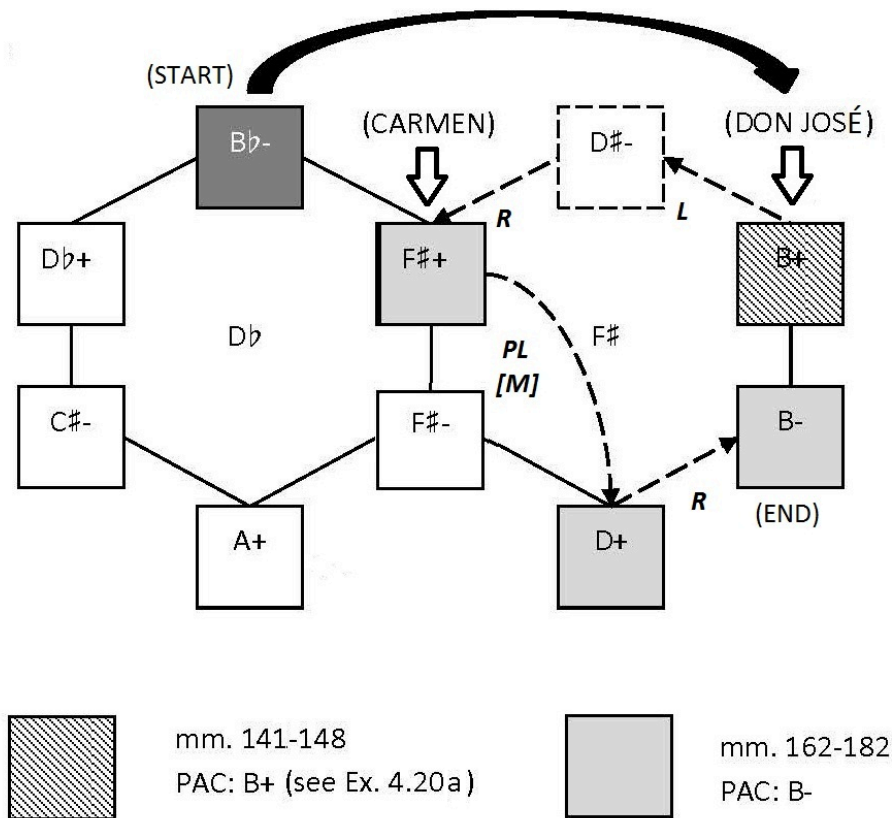 (START)
B♭-
(CARMEN)
D♯-
(DON JOSÉ)
R
L
D♭+
F♯+
B+
D♭
PL
[M]
F♯
C♯-
F♯-
B-
R
(END)
A+
D+
mm. 141-148
PAC: B+ (see Ex. 4.20a)
mm. 162-182
PAC: B-